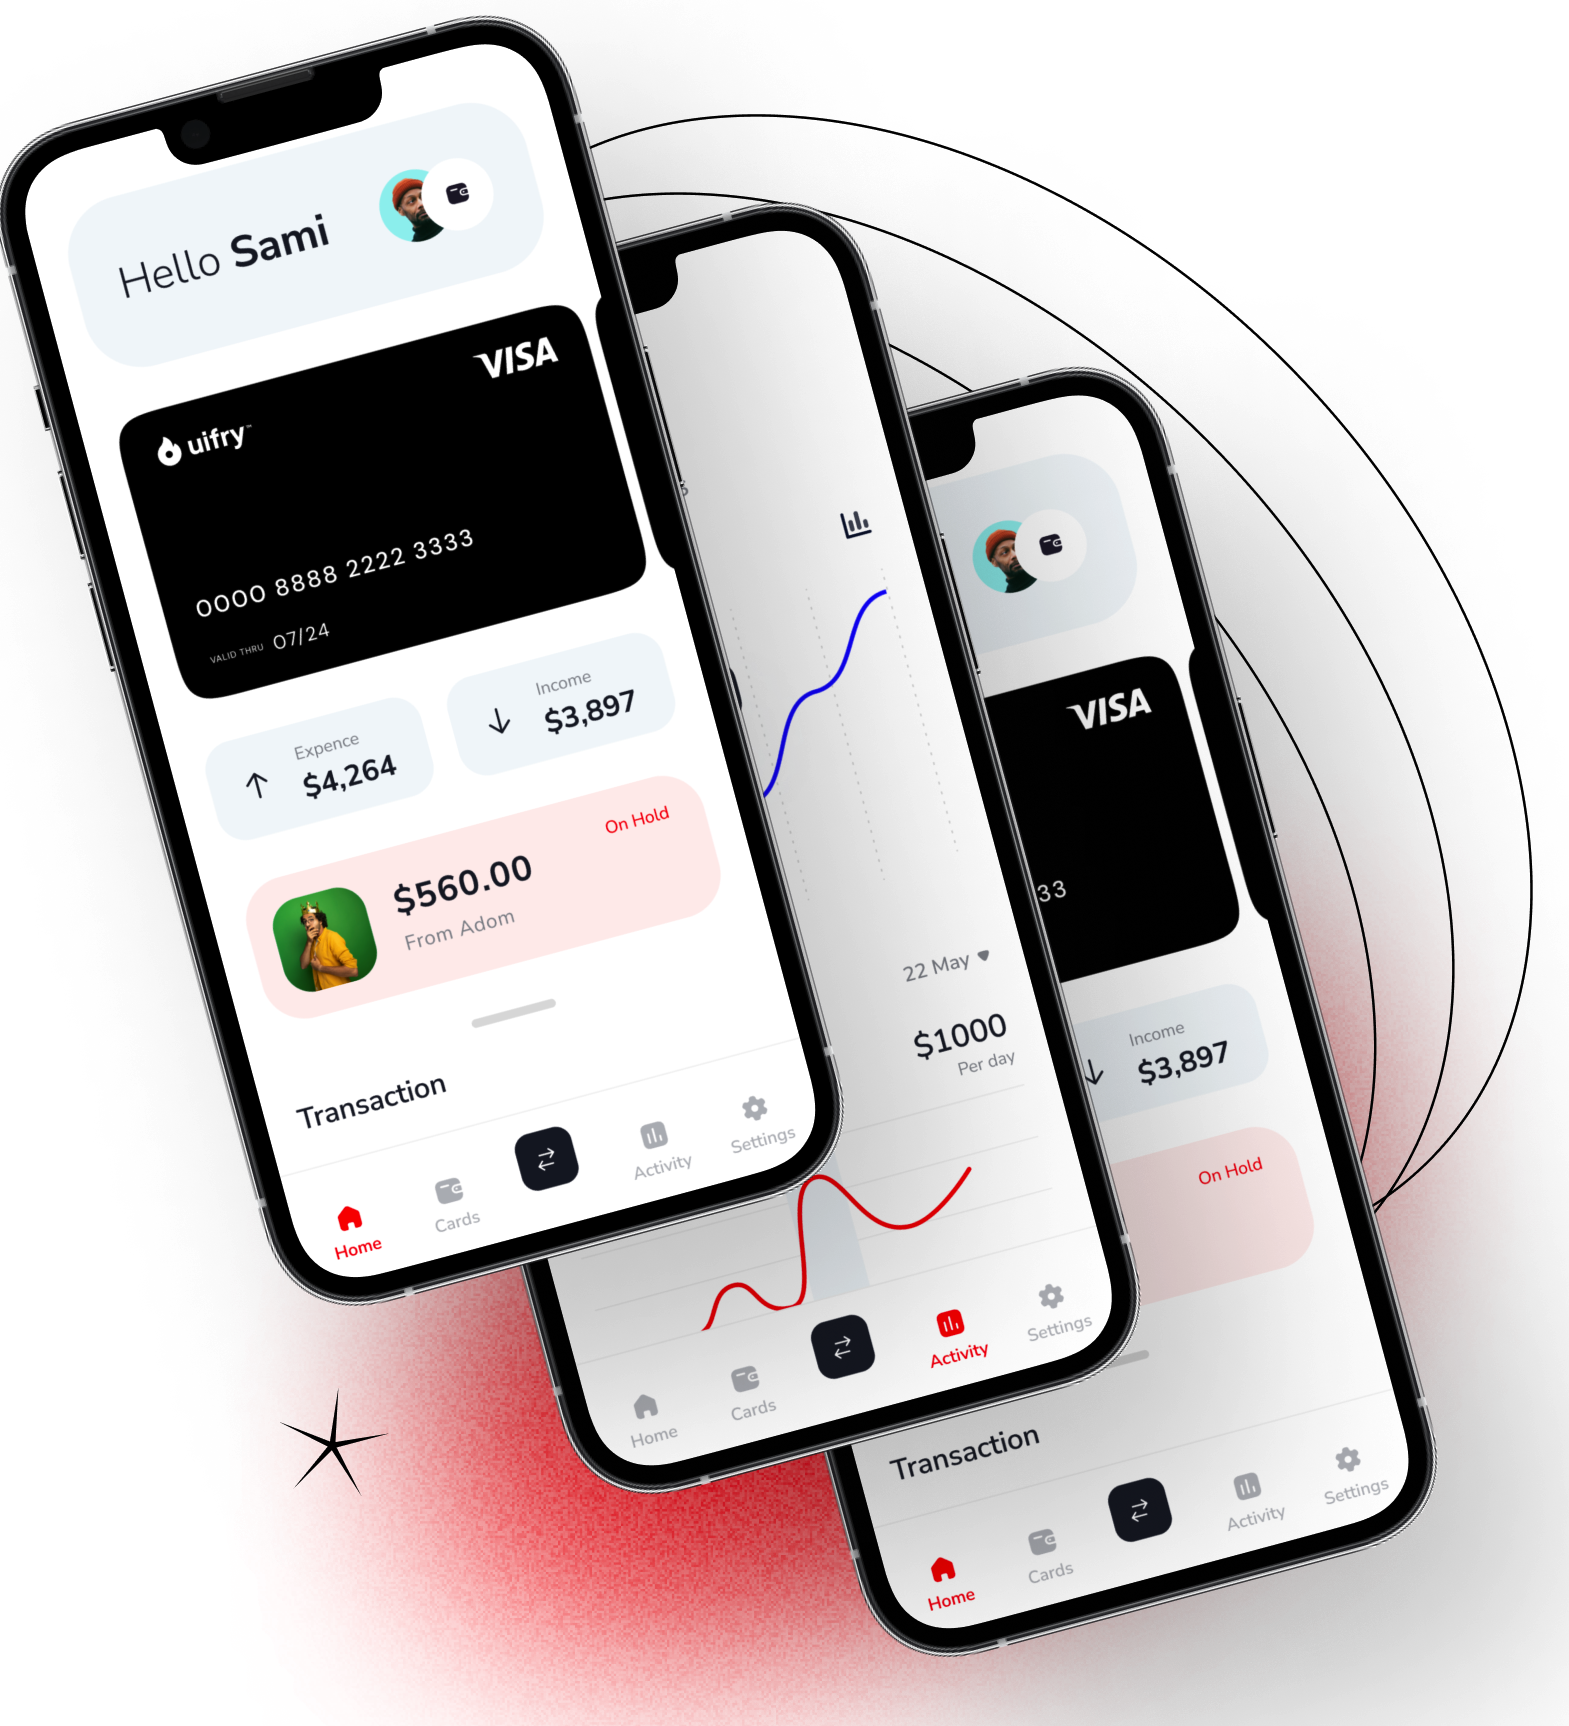 Hello Sami
VISA
uifry™
0000 8888 2222 3333
VALID THRU 07/24
Expence
$4,264
Income
$3,897
On Hold
$560.00
From Adom
Transaction
Home
Cards
Activity
Settings
22 May
$1000
Per day
Home
Cards
Activity
Settings
VISA
33
Income
$3,897
On Hold
Transaction
Home
Cards
Activity
Settings